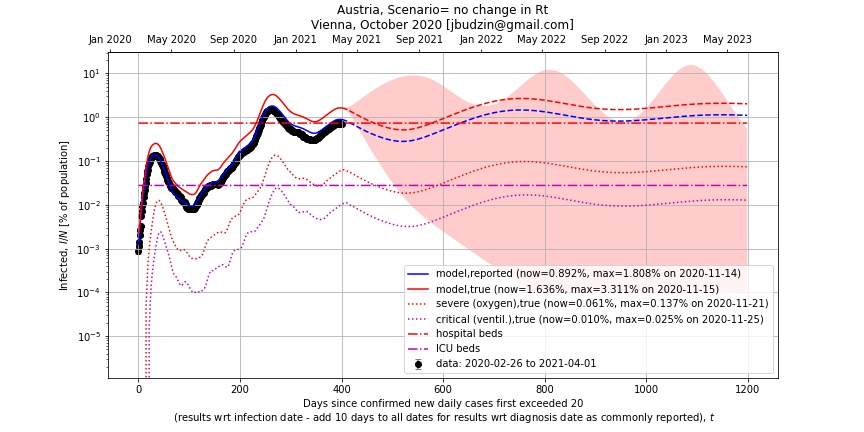 Austria, Scenario= no change in Rt
Vienna, October 2020 [jbudzin@gmail.com]
Jan 2020 May 2020 Sep 2020 Jan 2021 May 2021 Sep 2021 Jan 2022 May 2022 Sep 2022 Jan 2023 May 2023
10¹
10⁰
10⁻¹
10⁻²
10⁻³
10⁻⁴
10⁻⁵
Infected, I/N [% of population]
model,reported (now=0.892%, max=1.808% on 2020-11-14)
model,true (now=1.636%, max=3.311% on 2020-11-15)
severe (oxygen),true (now=0.061%, max=0.137% on 2020-11-21)
critical (ventil.),true (now=0.010%, max=0.025% on 2020-11-25)
hospital beds
ICU beds
data: 2020-02-26 to 2021-04-01
0 200 400 600 800 1000 1200
Days since confirmed new daily cases first exceeded 20
(results wrt infection date - add 10 days to all dates for results wrt diagnosis date as commonly reported), t